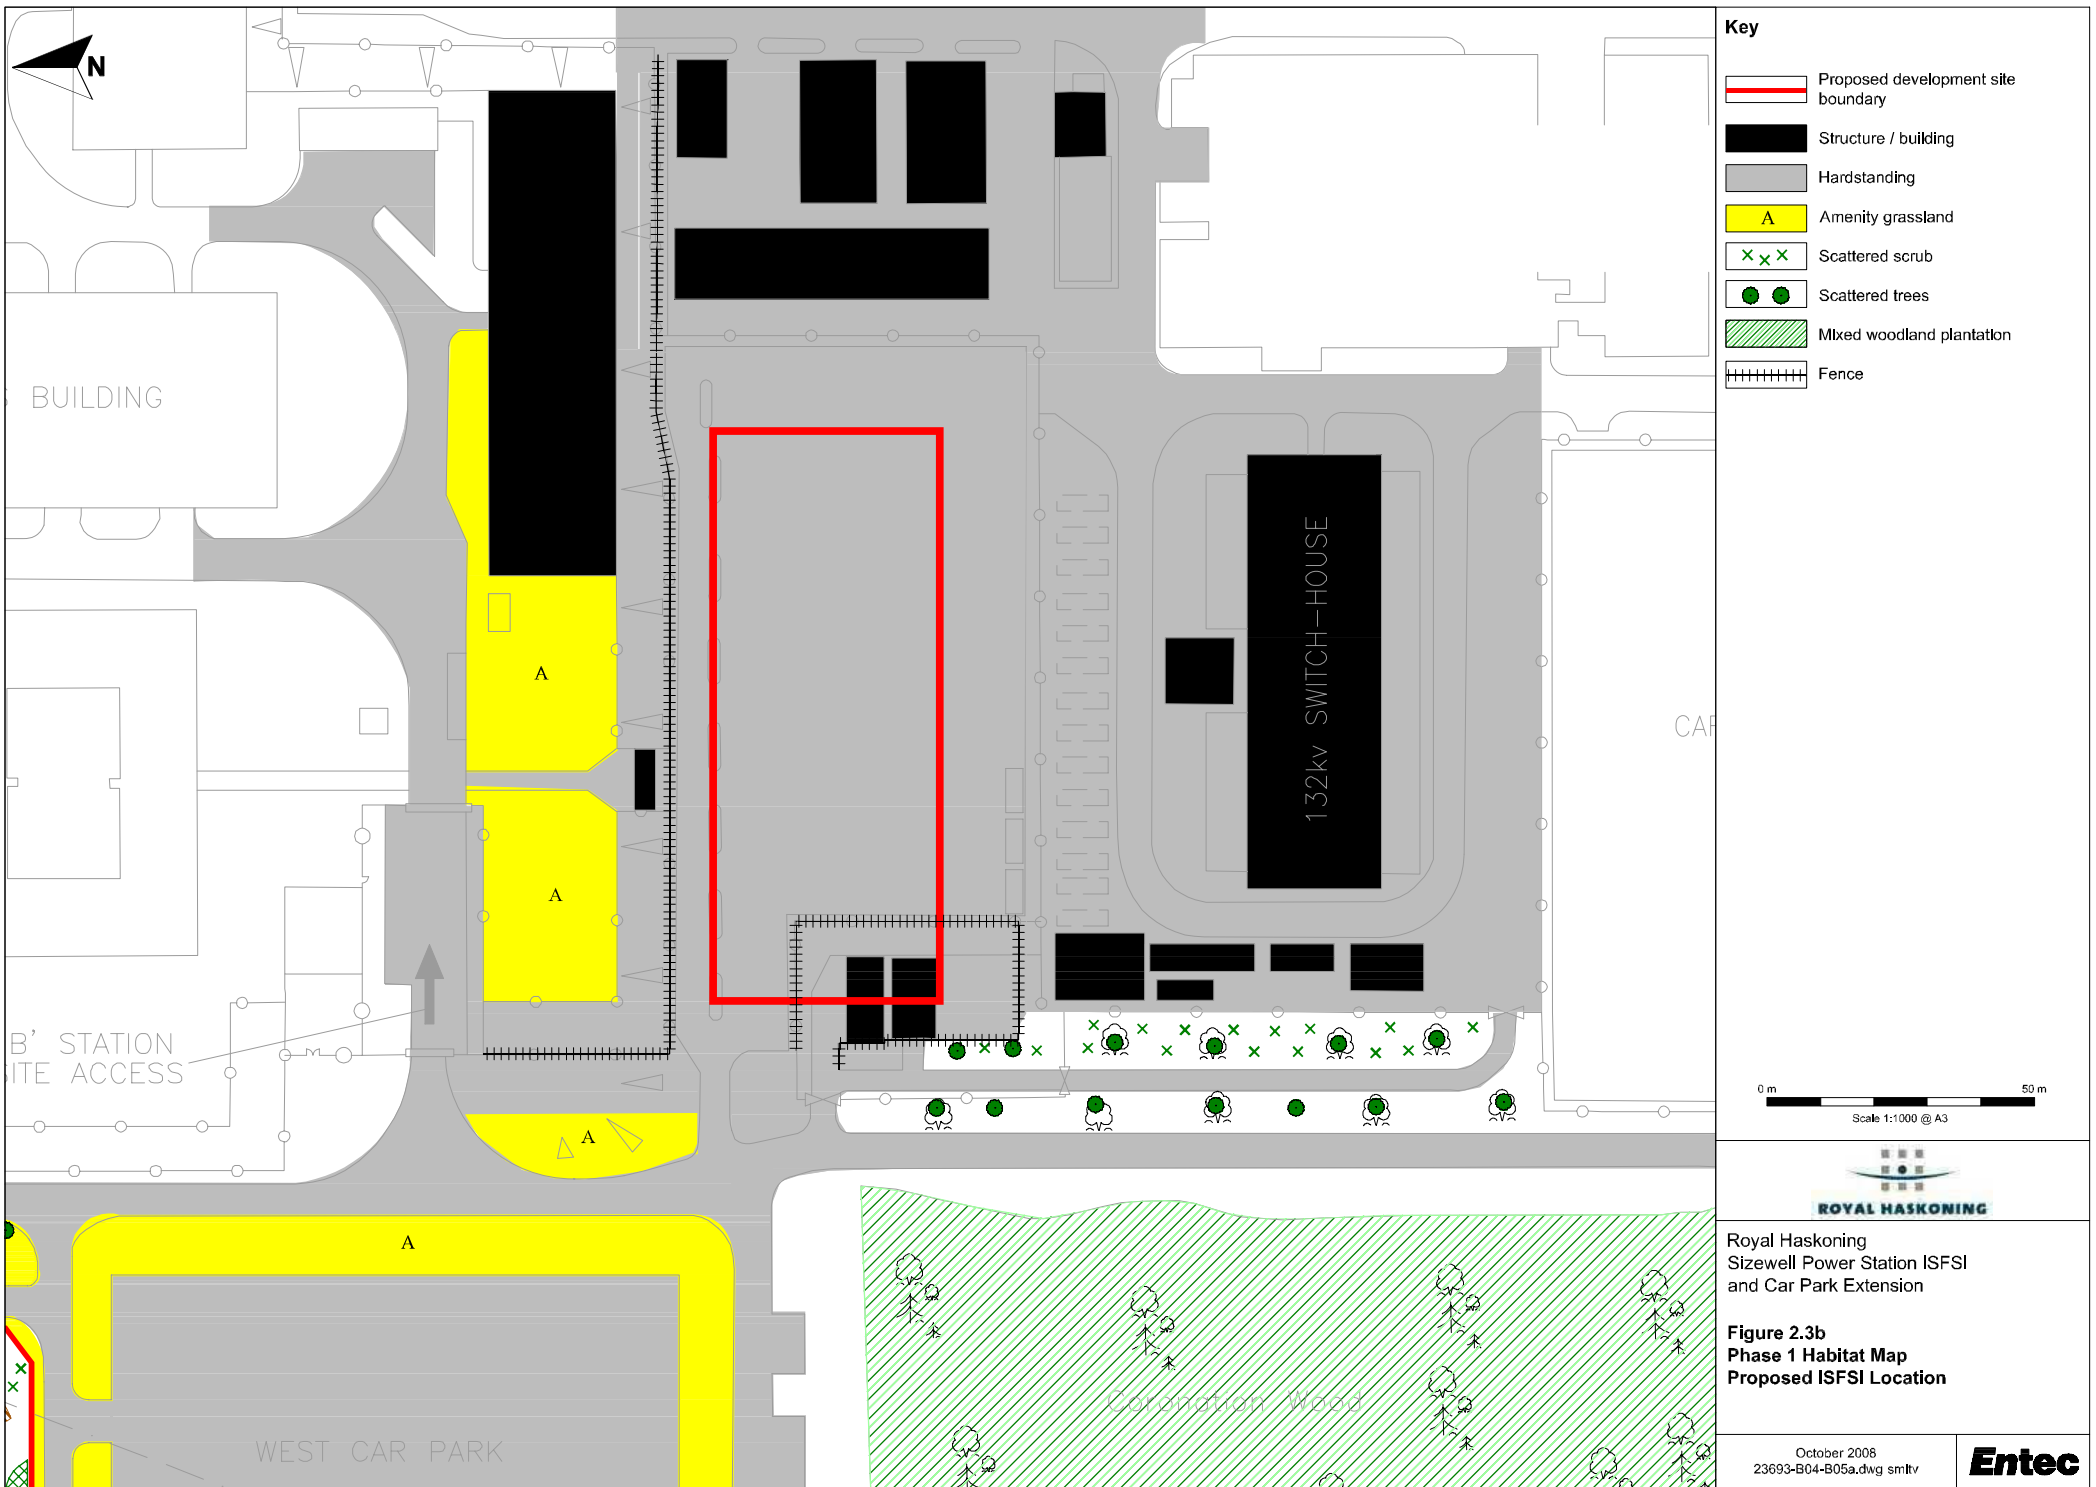 N
BUILDING
A
A
A
A
B' STATION
SITE ACCESS
WEST CAR PARK
132kv SWITCH-HOUSE
Coronation Wood
Key
Proposed development site
boundary
Structure / building
Hardstanding
A
Amenity grassland
Scattered scrub
Scattered trees
Mixed woodland plantation
Fence
0 m
50 m
Scale 1:1000 @ A3
ROYAL HASKONING
Royal Haskoning
Sizewell Power Station ISFSI
and Car Park Extension
Figure 2.3b
Phase 1 Habitat Map
Proposed ISFSI Location
October 2008
23693-B04-B05a.dwg smitv
Entec